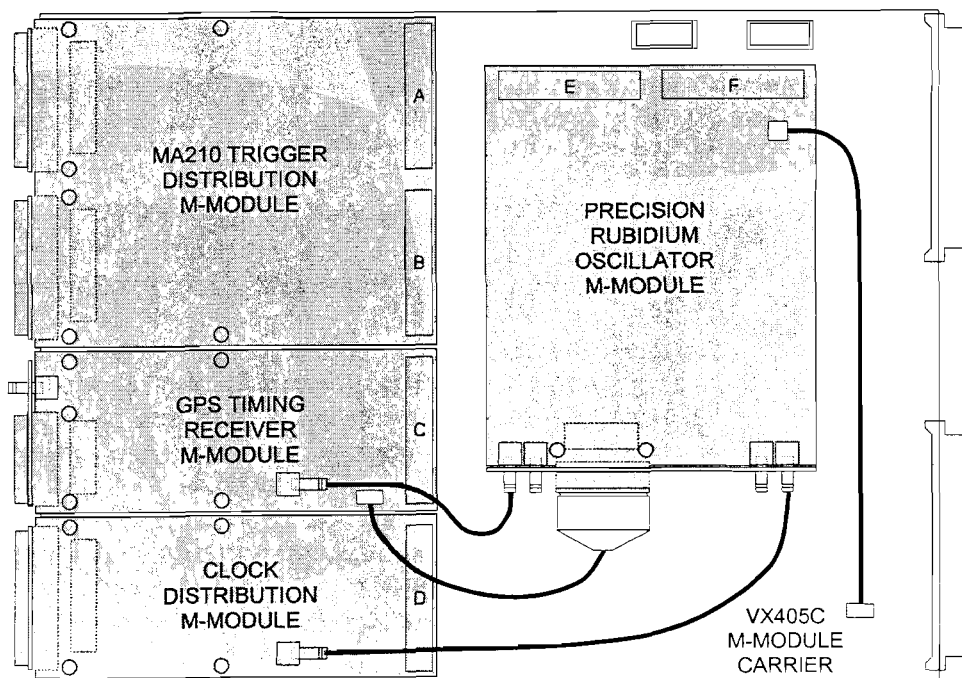 MA210 TRIGGER
DISTRIBUTION
M-MODULE
A
B
GPS TIMING
RECEIVER
M-MODULE
C
CLOCK
DISTRIBUTION
M-MODULE
D
E
F
PRECISION
RUBIDIUM
OSCILLATOR
M-MODULE
VX405C
M-MODULE
CARRIER